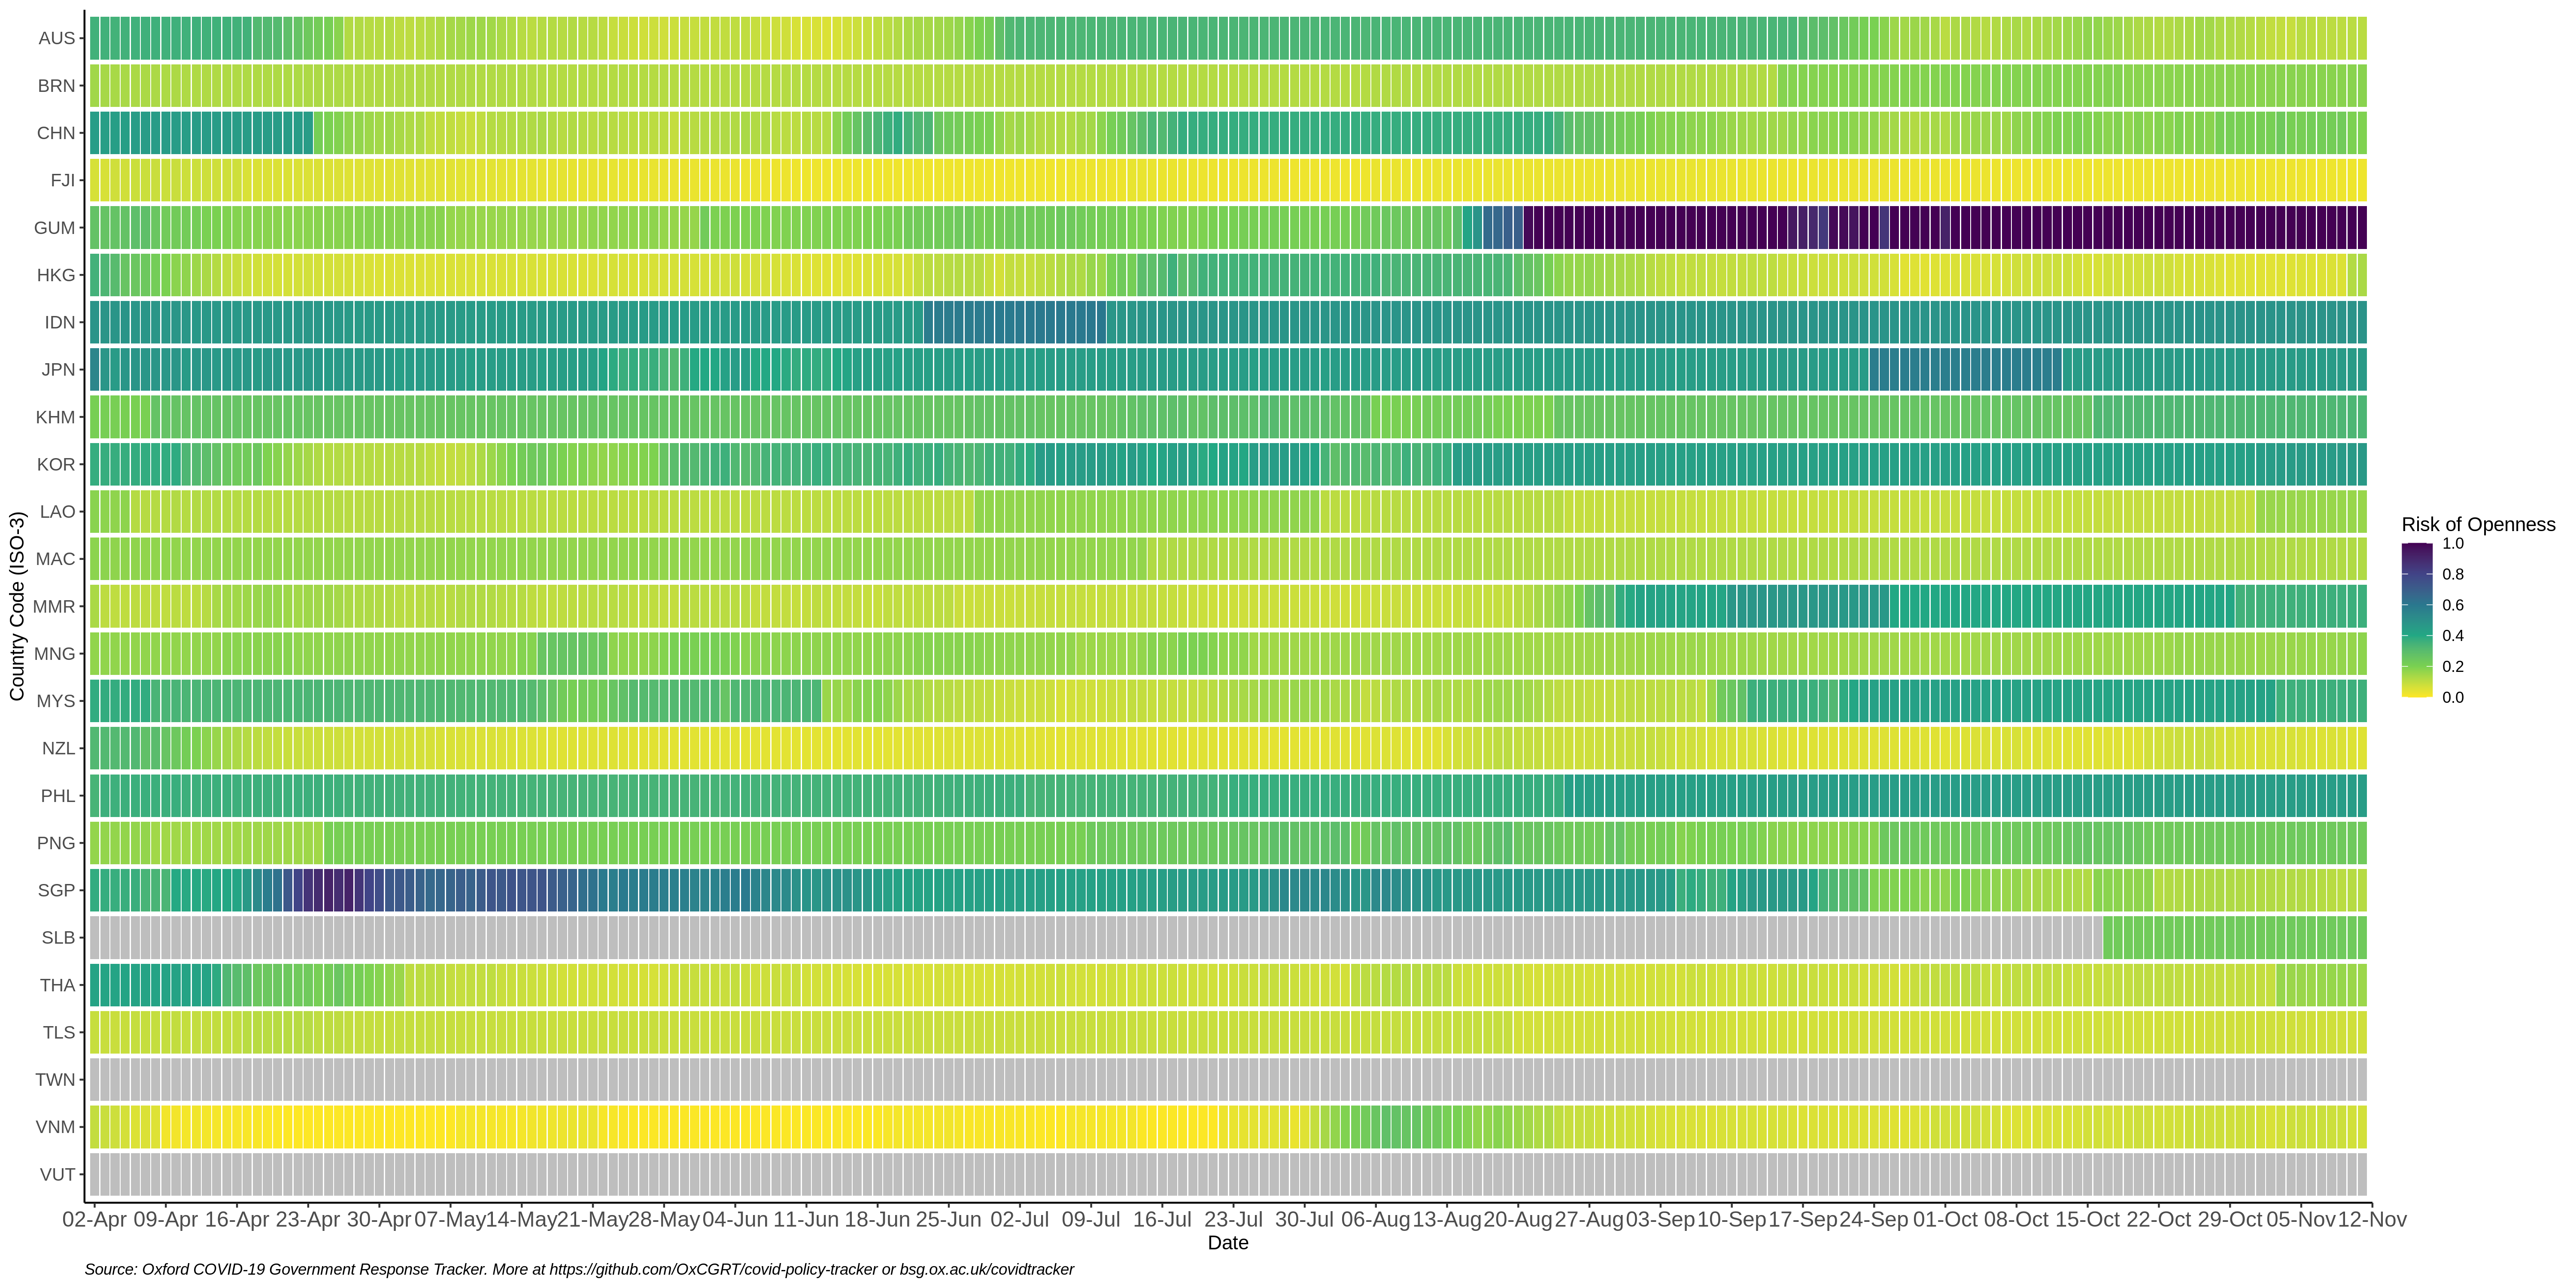 AUS
BRN
CHN
FJI
GUM
HKG
IDN
JPN
KHM
KOR
LAO
MAC
MMR
MNG
MYS
NZL
PHL
PNG
SGP
SLB
THA
TLS
TWN
VNM
VUT
Country Code (ISO-3)
02-Apr 09-Apr 16-Apr 23-Apr 30-Apr 07-May 14-May 21-May 28-May 04-Jun 11-Jun 18-Jun 25-Jun 02-Jul 09-Jul 16-Jul 23-Jul 30-Jul 06-Aug 13-Aug 20-Aug 27-Aug 03-Sep 10-Sep 17-Sep 24-Sep 01-Oct 08-Oct 15-Oct 22-Oct 29-Oct 05-Nov 12-Nov
Date
Risk of Openness
1.0
0.8
0.6
0.4
0.2
0.0
Source: Oxford COVID-19 Government Response Tracker. More at https://github.com/OxCGRT/covid-policy-tracker or bsg.ox.ac.uk/covidtracker